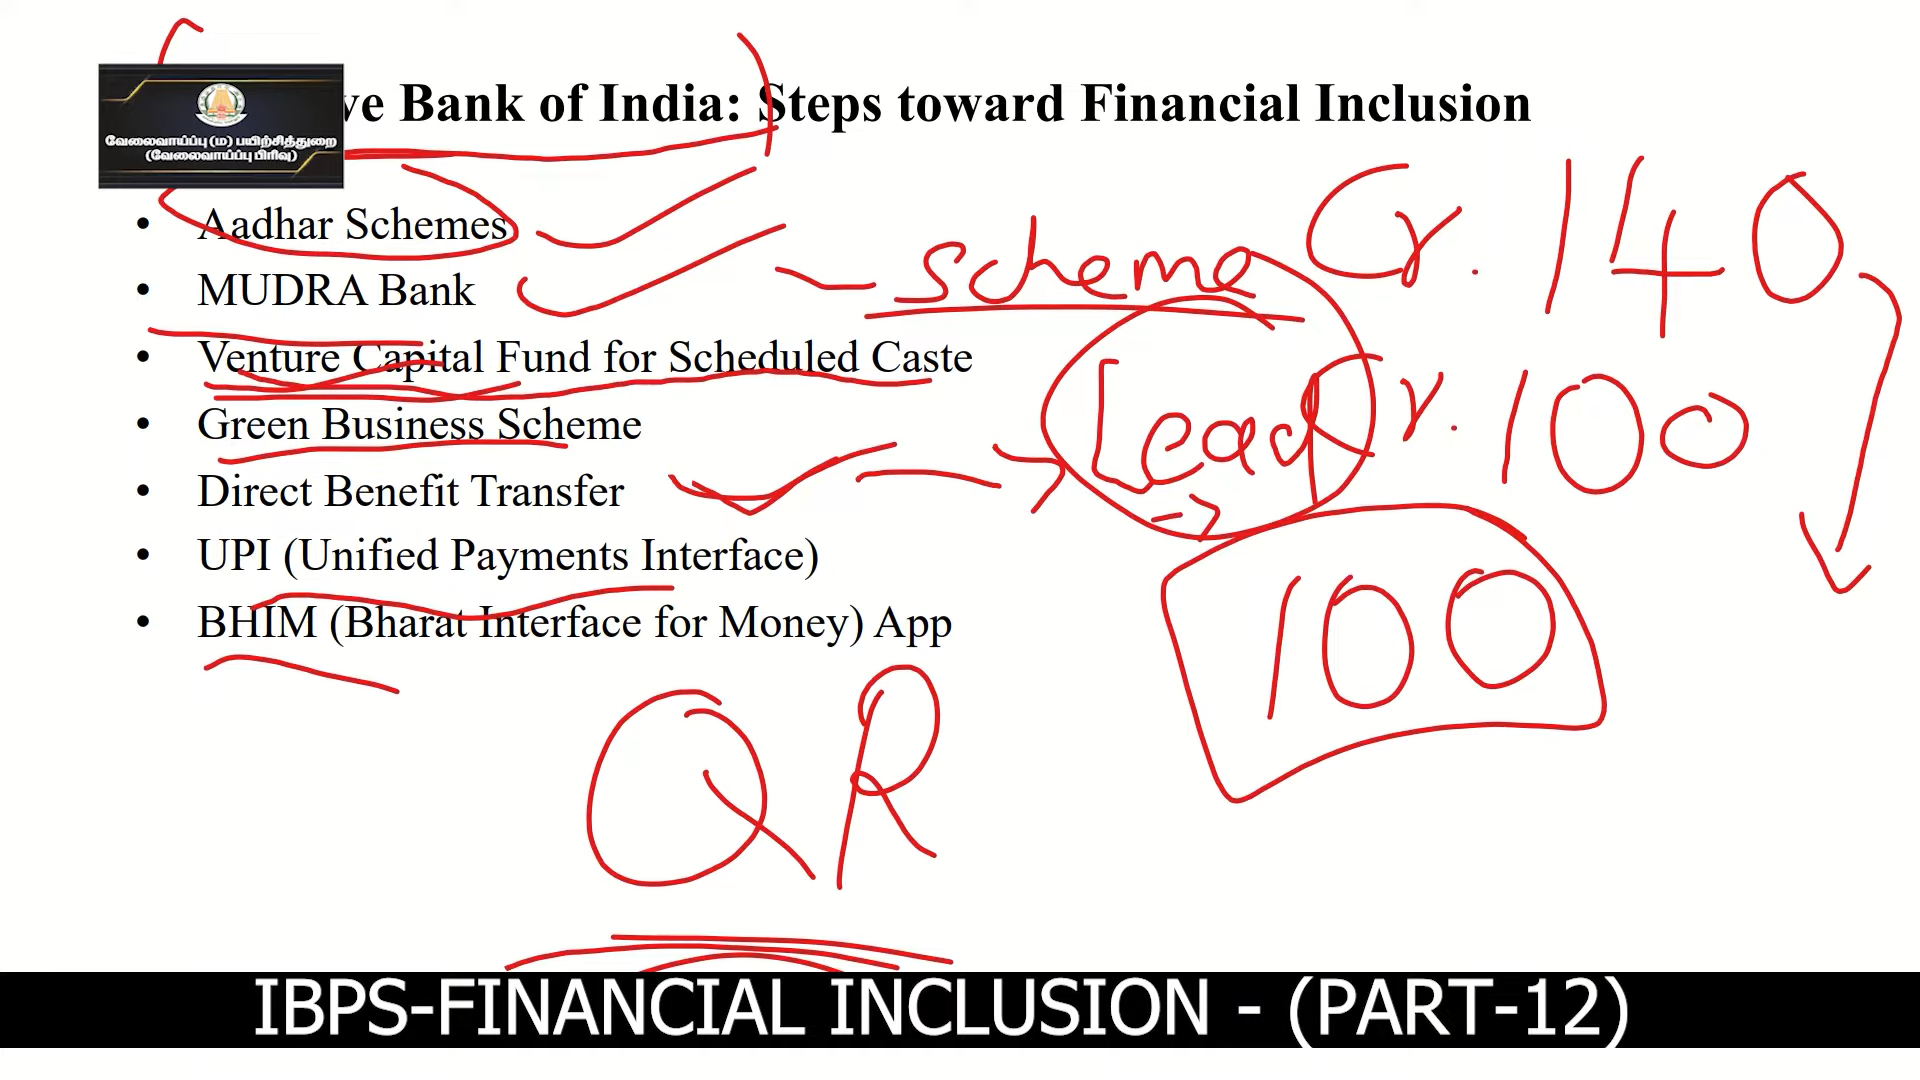 ve Bank of India: Steps toward Financial Inclusion
வேலைவாய்ப்பு (ம) பயிற்சித்துறை
(வேலைவாய்ப்பு பிரிவு)
• Aadhar Schemes
• MUDRA Bank
• Venture Capital Fund for Scheduled Caste
• Green Business Scheme
• Direct Benefit Transfer
• UPI (Unified Payments Interface)
• BHIM (Bharat Interface for Money) App
scheme
Cr. 140
Lead
Cr. 100
100
QR
IBPS-FINANCIAL INCLUSION - (PART-12)